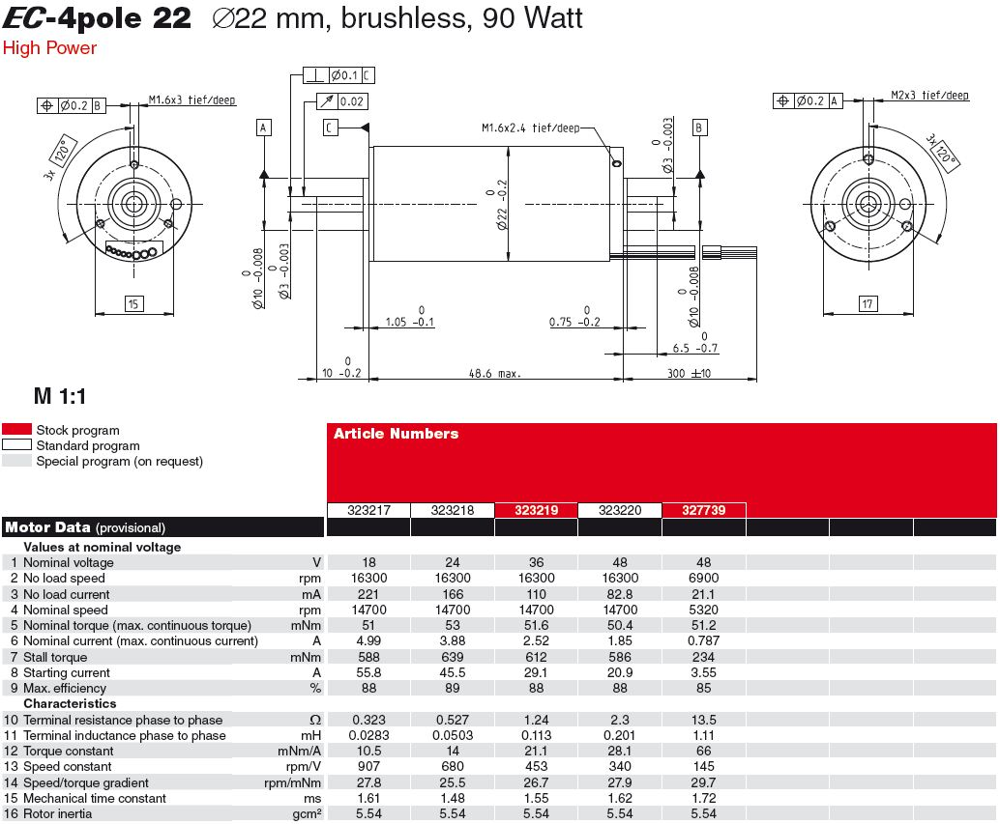 EC-4pole 22 Ø22 mm, brushless, 90 Watt
High Power
Ø0.1 C
0.02
Ø0.2 B
M1.6x3 tief/deep
A
C
M1.6x2.4 tief/deep
B
Ø0.2 A
M2x3 tief/deep
3x 120°
0
Ø3 -0.003
3x 120°
0
Ø22 -0.2
0
Ø10 -0.008
0
Ø3 -0.003
0
Ø10 -0.008
15
17
0
1.05 -0.1
0
0.75 -0.2
0
6.5 -0.7
0
10 -0.2
48.6 max.
300 ±10
M 1:1
Stock program
Standard program
Special program (on request)
Article Numbers
323217 323218 323219 323220 327739
Motor Data (provisional)
Values at nominal voltage
1 Nominal voltage V 18 24 36 48 48
2 No load speed rpm 16300 16300 16300 16300 6900
3 No load current mA 221 166 110 82.8 21.1
4 Nominal speed rpm 14700 14700 14700 14700 5320
5 Nominal torque (max. continuous torque) mNm 51 53 51.6 50.4 51.2
6 Nominal current (max. continuous current) A 4.99 3.88 2.52 1.85 0.787
7 Stall torque mNm 588 639 612 586 234
8 Starting current A 55.8 45.5 29.1 20.9 3.55
9 Max. efficiency % 88 89 88 88 85
Characteristics
10 Terminal resistance phase to phase Ω 0.323 0.527 1.24 2.3 13.5
11 Terminal inductance phase to phase mH 0.0283 0.0503 0.113 0.201 1.11
12 Torque constant mNm/A 10.5 14 21.1 28.1 66
13 Speed constant rpm/V 907 680 453 340 145
14 Speed/torque gradient rpm/mNm 27.8 25.5 26.7 27.9 29.7
15 Mechanical time constant ms 1.61 1.48 1.55 1.62 1.72
16 Rotor inertia gcm² 5.54 5.54 5.54 5.54 5.54